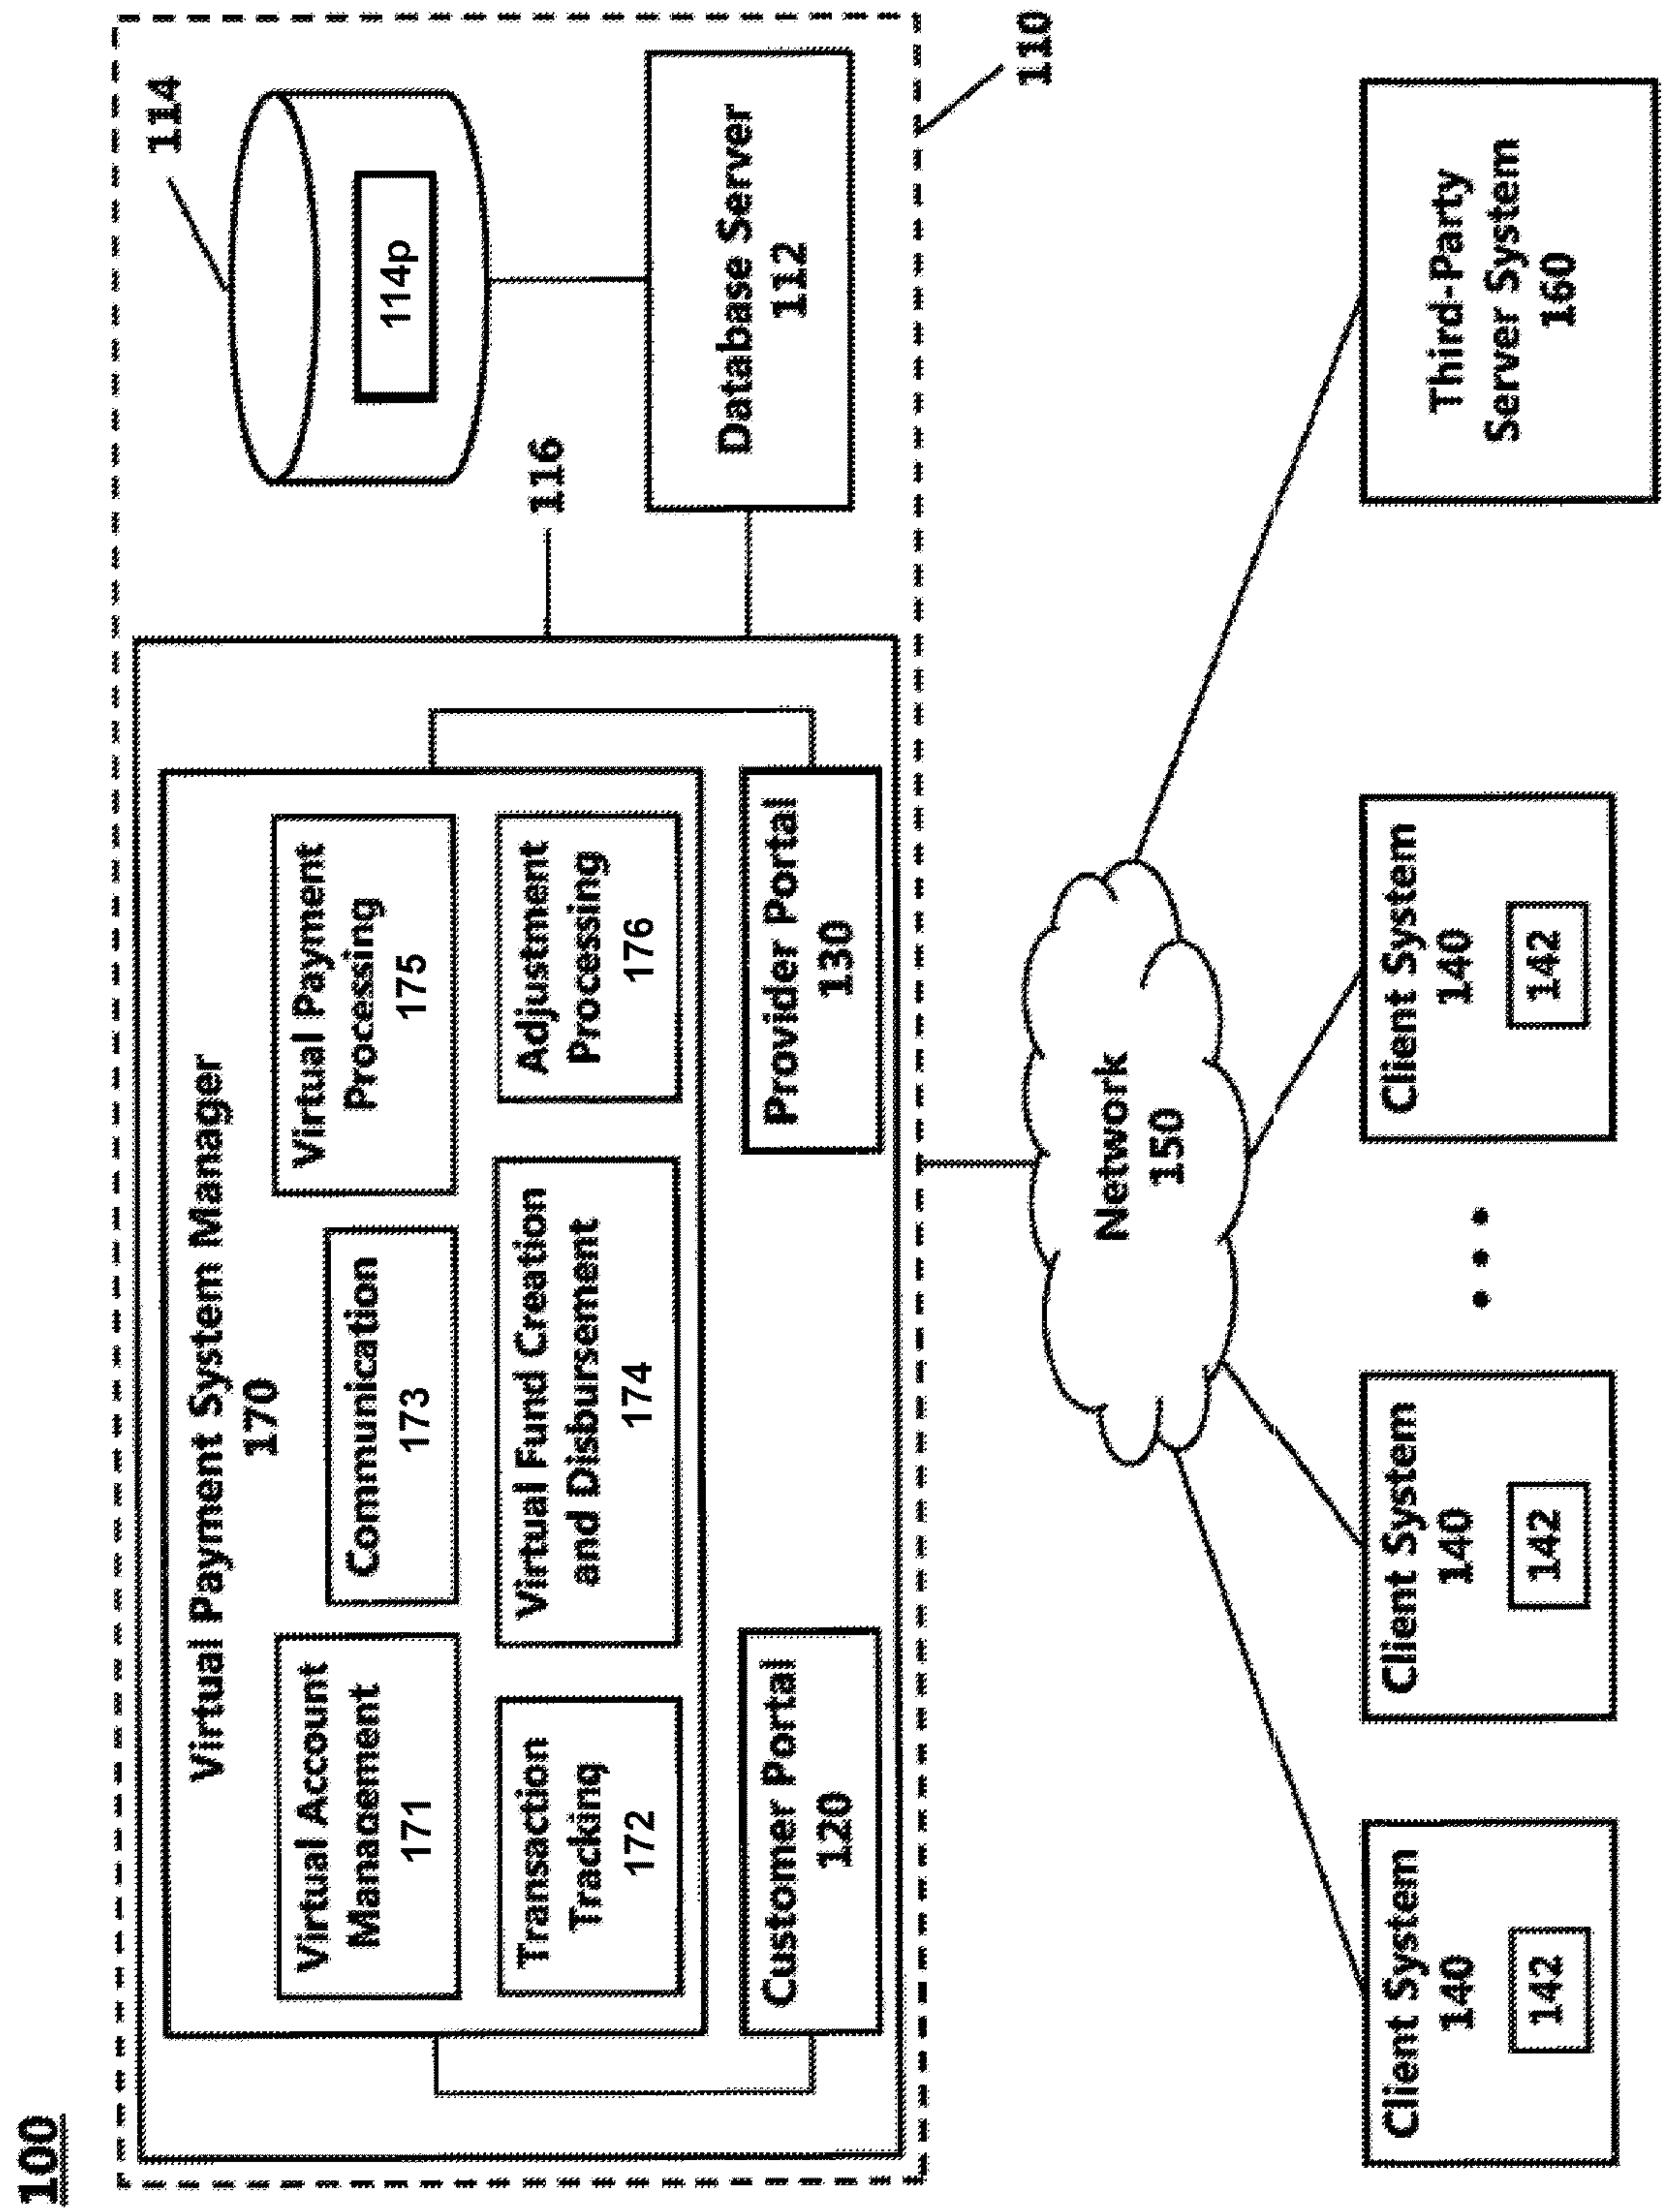 100
Virtual Payment System Manager
170
Virtual Account
Manaoement
171
Communication
173
Virtual Payment
Processing
175
Transaction
Tracking
172
Virtual Fund Creation
and Disbursement
174
Adjustment
Processing
176
Customer Portal
120
Provider Portal
130
116
114
114p
Database Server
112
110
Network
150
Client System
140
142
Client System
140
142
Client System
140
142
Third-Party
Server System
160